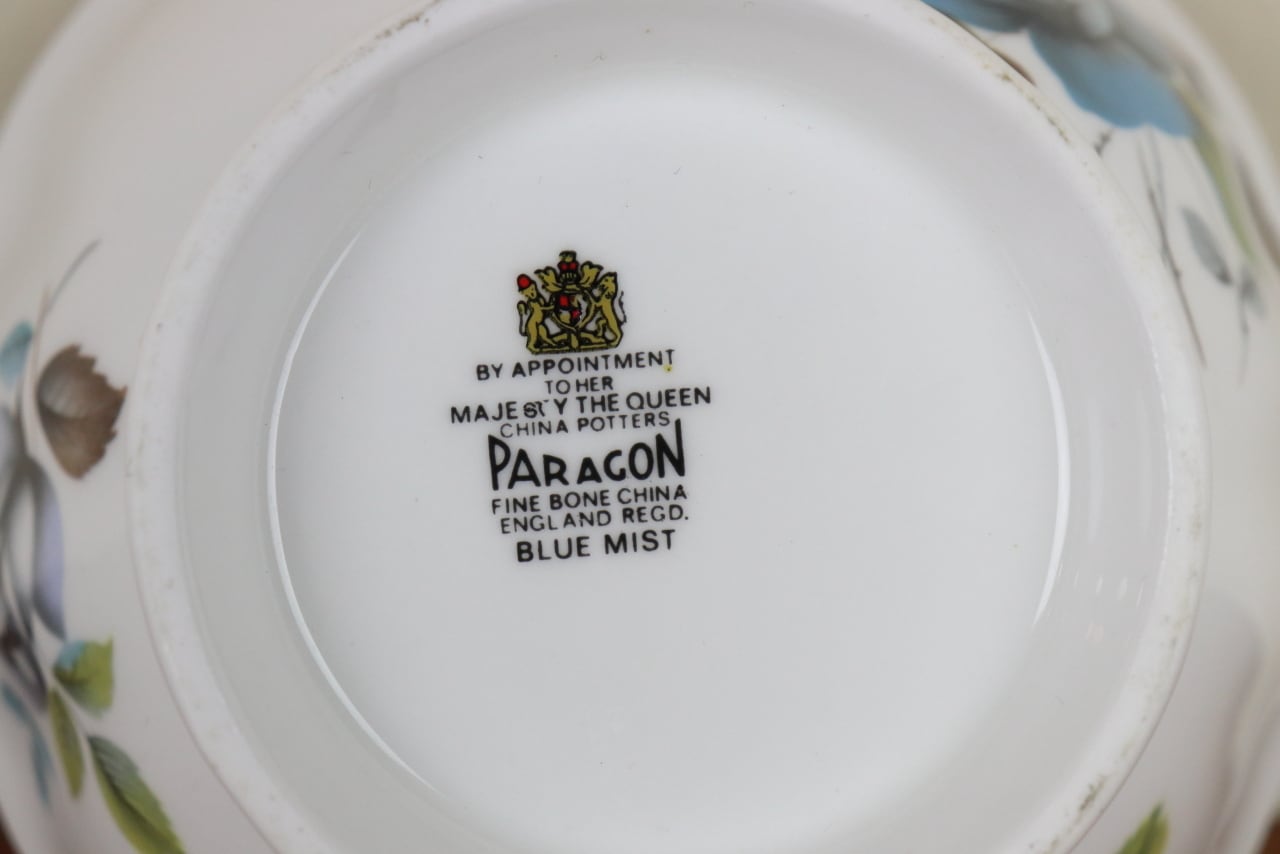 BY APPOINTMENT
TO HER
MAJESTY THE QUEEN
CHINA POTTERS
PARAGON
FINE BONE CHINA
ENGLAND REGD.
BLUE MIST